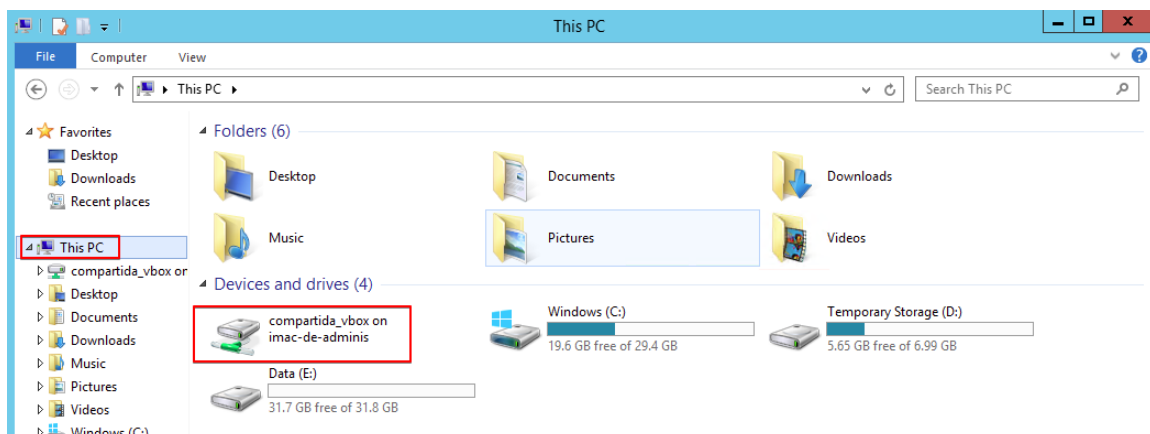 This PC
File Computer View
This PC
Search This PC
Favorites
Desktop
Downloads
Recent places
This PC
compartida_vbox or
Desktop
Documents
Downloads
Music
Pictures
Videos
Windows (C:)
Folders (6)
Desktop
Documents
Downloads
Music
Pictures
Videos
Devices and drives (4)
compartida_vbox on
imac-de-adminis
Windows (C:)
19.6 GB free of 29.4 GB
Temporary Storage (D:)
5.65 GB free of 6.99 GB
Data (E:)
31.7 GB free of 31.8 GB